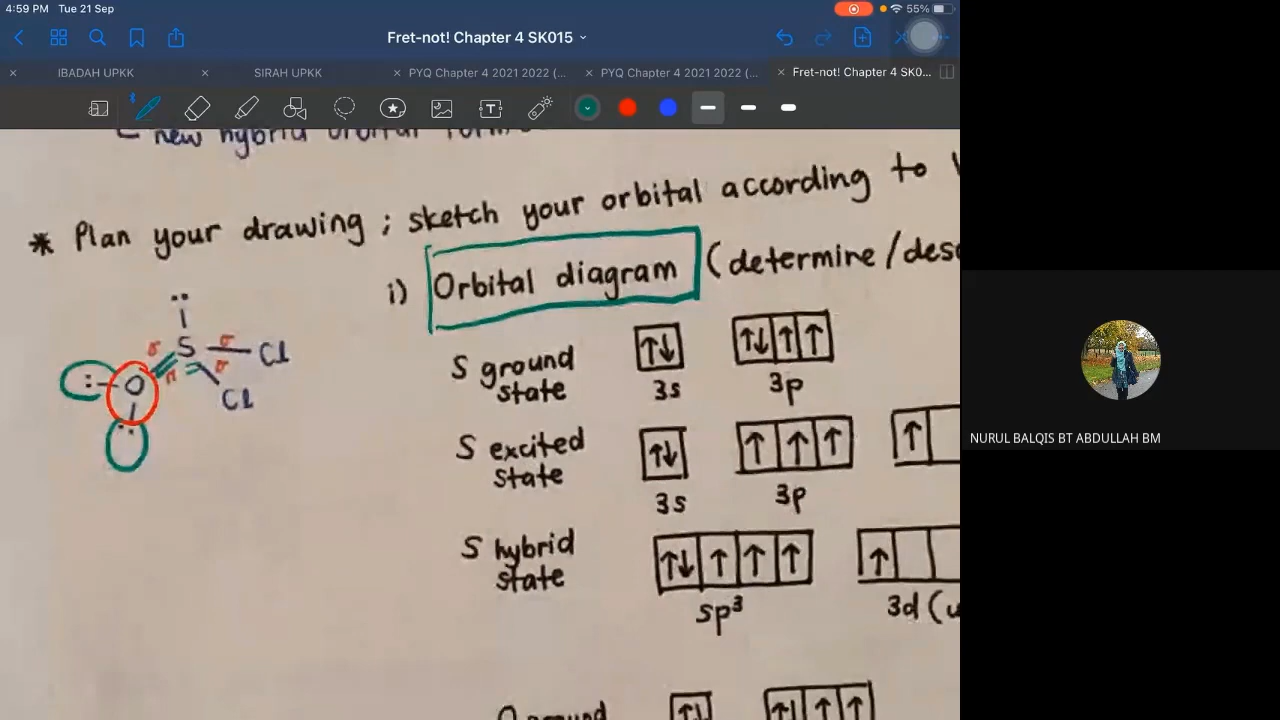 4:59 PM Tue 21 Sep
55%
Fret-not! Chapter 4 SK015
IBADAH UPKK
SIRAH UPKK
PYQ Chapter 4 2021 2022 (...
PYQ Chapter 4 2021 2022 (...
Fret-not! Chapter 4 SK0...
new hybrid orbital
* Plan your drawing ; sketch your orbital according to
i) Orbital diagram (determine /
S ground state
3s
3p
S excited state
3s
3p
S hybrid state
sp³
3d (
O ground
S
O
Cl
Cl
σ
σ
σ
π
NURUL BALQIS BT ABDULLAH BM